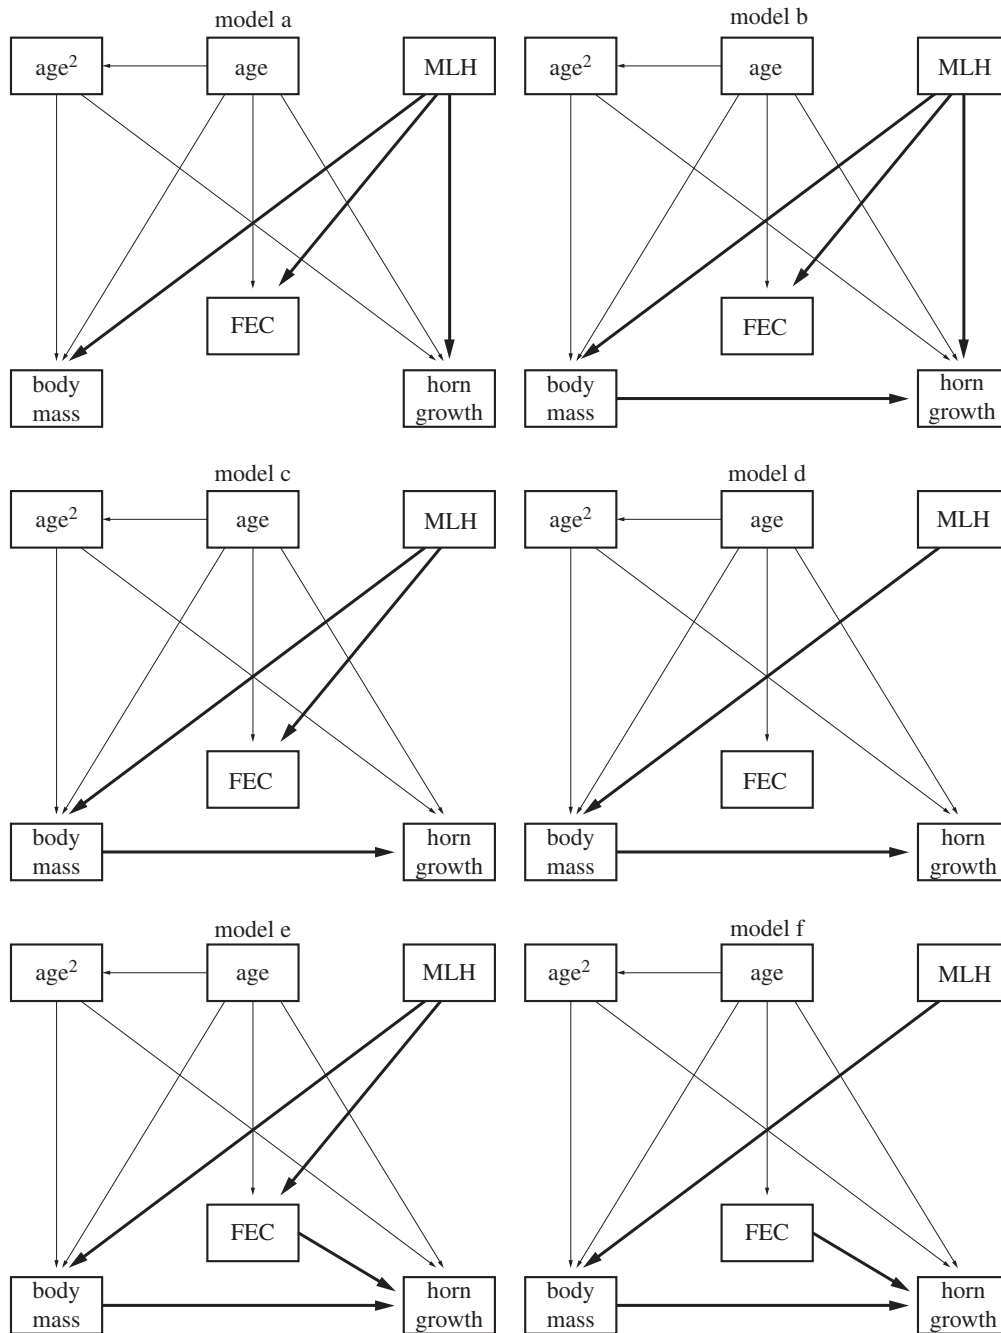 model a
age² age MLH
FEC
body
mass
horn
growth
model b
age² age MLH
FEC
body
mass
horn
growth
model c
age² age MLH
FEC
body
mass
horn
growth
model d
age² age MLH
FEC
body
mass
horn
growth
model e
age² age MLH
FEC
body
mass
horn
growth
model f
age² age MLH
FEC
body
mass
horn
growth